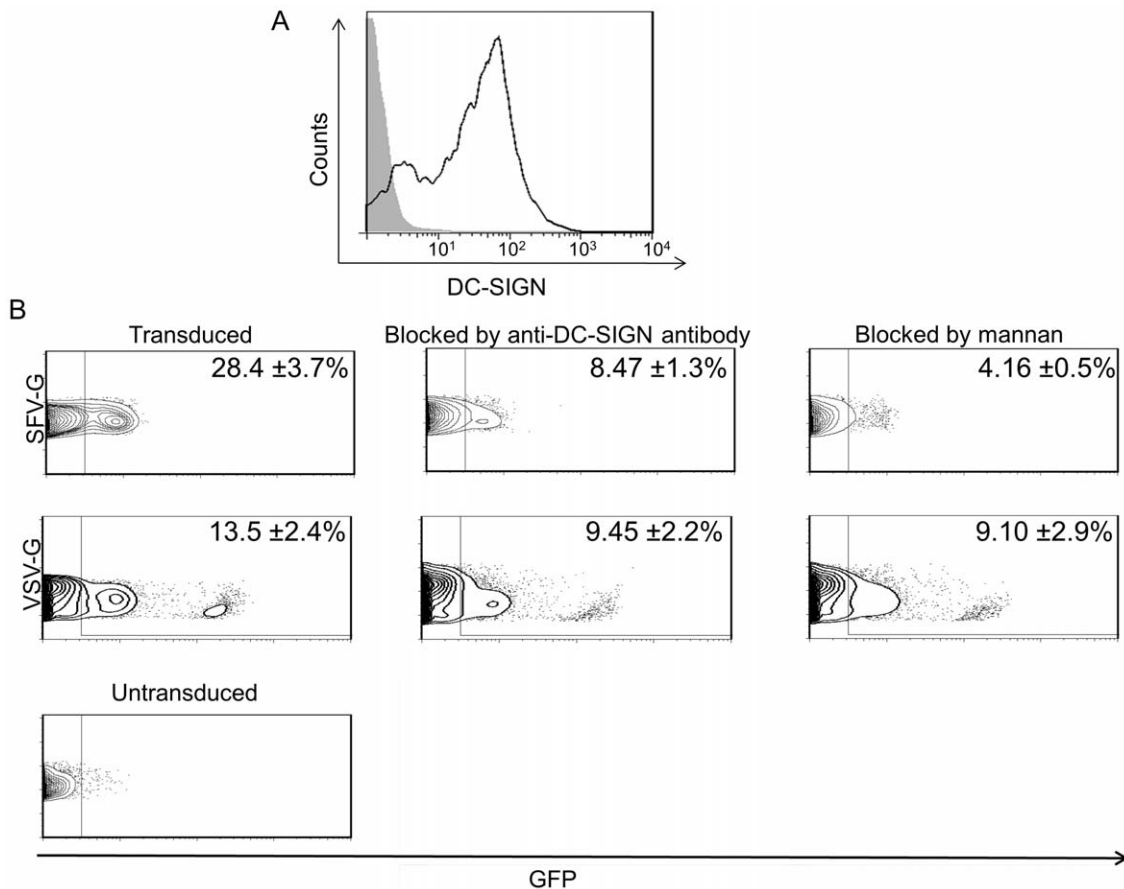 A
Counts
10¹ 10² 10³ 10⁴
DC-SIGN
B
Transduced
Blocked by anti-DC-SIGN antibody
Blocked by mannan
SFV-G
28.4 ±3.7%
8.47 ±1.3%
4.16 ±0.5%
VSV-G
13.5 ±2.4%
9.45 ±2.2%
9.10 ±2.9%
Untransduced
GFP